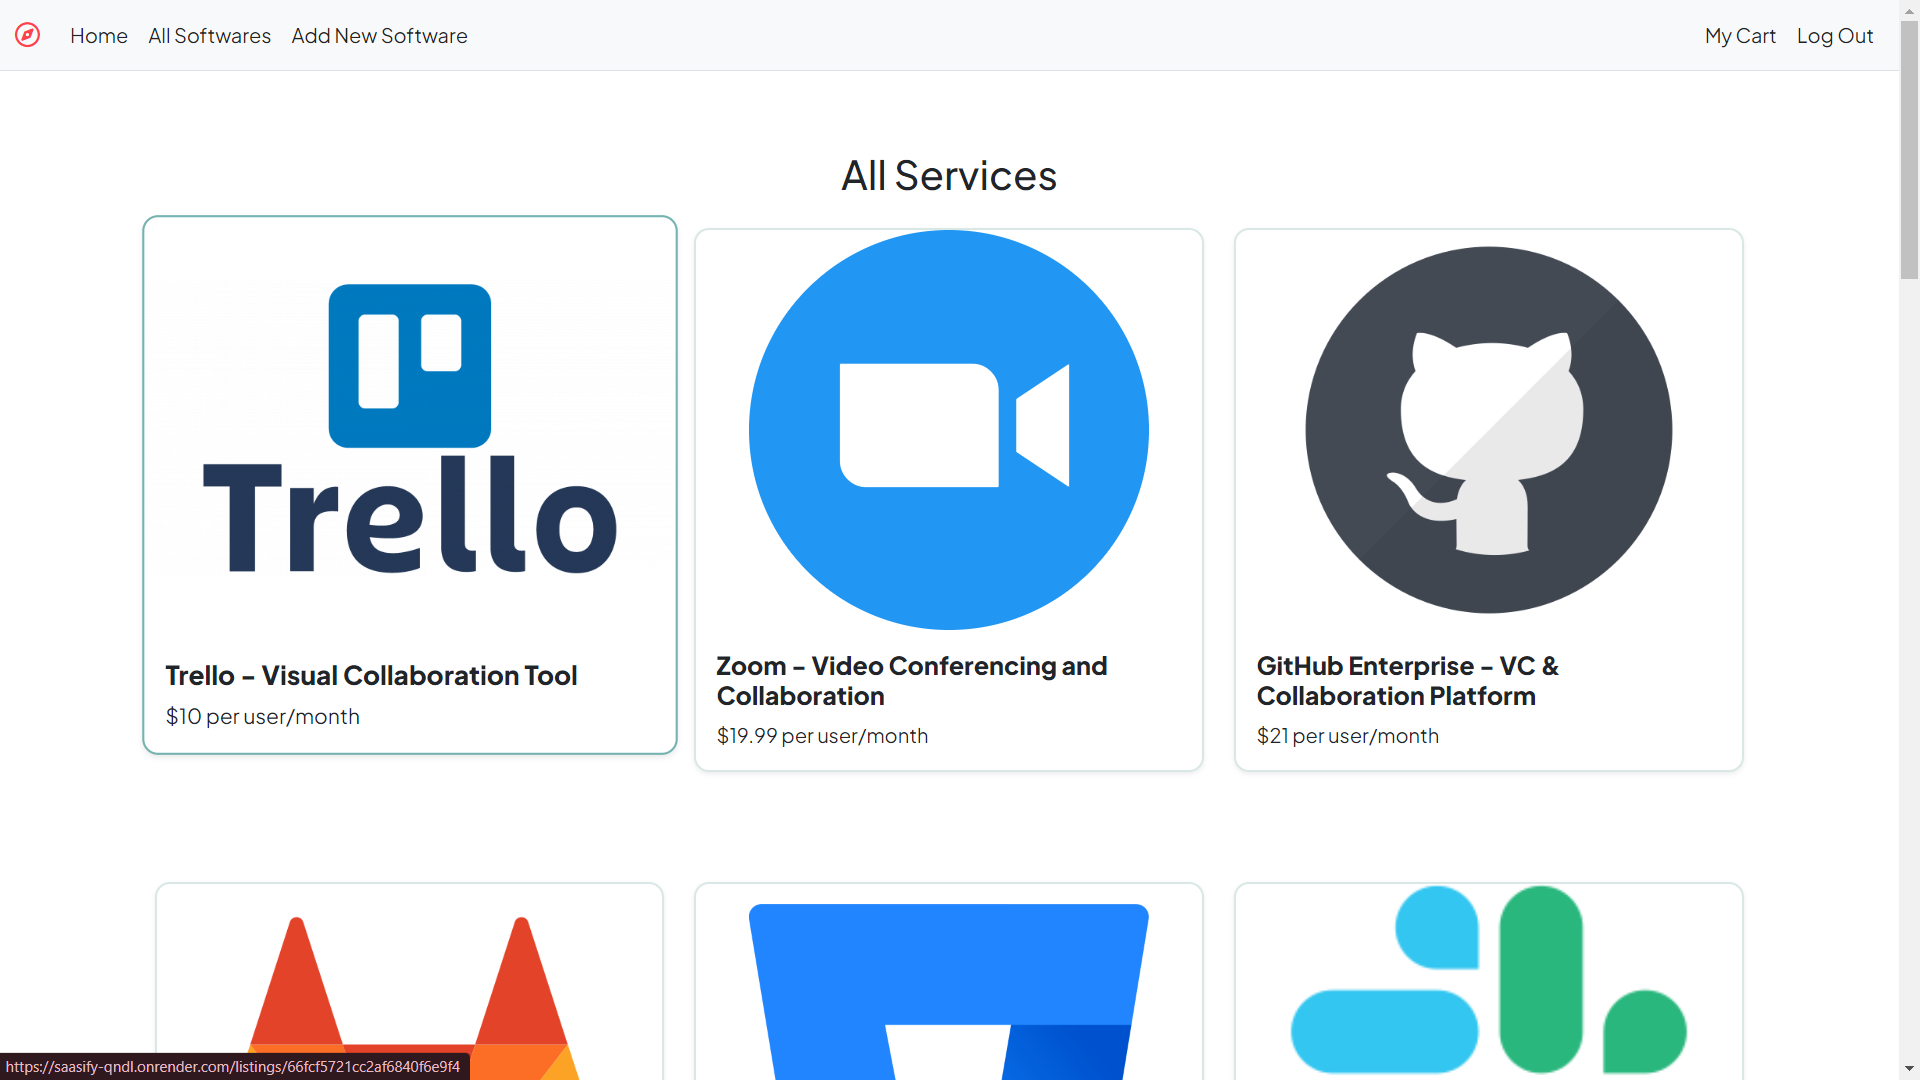 Home All Softwares Add New Software My Cart Log Out
All Services
Trello
Trello – Visual Collaboration Tool
$10 per user/month
Zoom – Video Conferencing and
Collaboration
$19.99 per user/month
GitHub Enterprise – VC &
Collaboration Platform
$21 per user/month
https://saasify-qndl.onrender.com/listings/66fcf5721cc2af6840f6e9f4